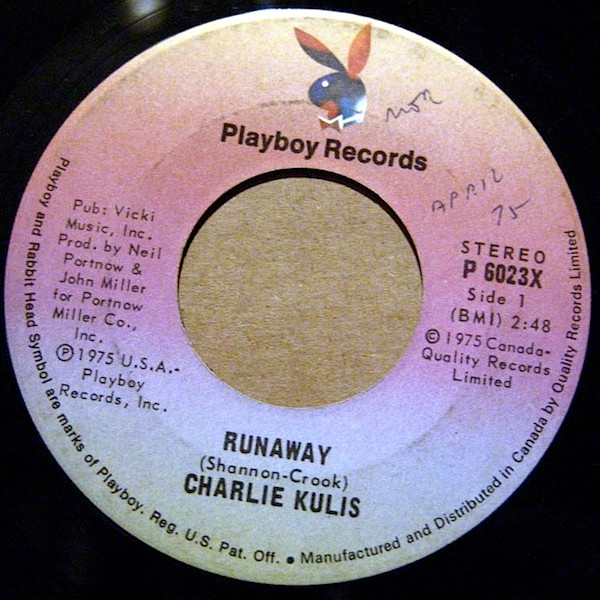 Playboy Records
APRIL
75
Pub: Vicki
Music, Inc.
Prod. by Neil
Portnow &
John Miller
for Portnow
Miller Co.,
Inc.
Ⓟ 1975 U.S.A.-
Playboy
Records, Inc.
STEREO
P 6023X
Side 1
(BMI) 2:48
© 1975 Canada-
Quality Records
Limited
RUNAWAY
(Shannon-Crook)
CHARLIE KULIS
Playboy and Rabbit Head Symbol are marks of Playboy. Reg. U.S. Pat. Off. • Manufactured and Distributed in Canada by Quality Records Limited